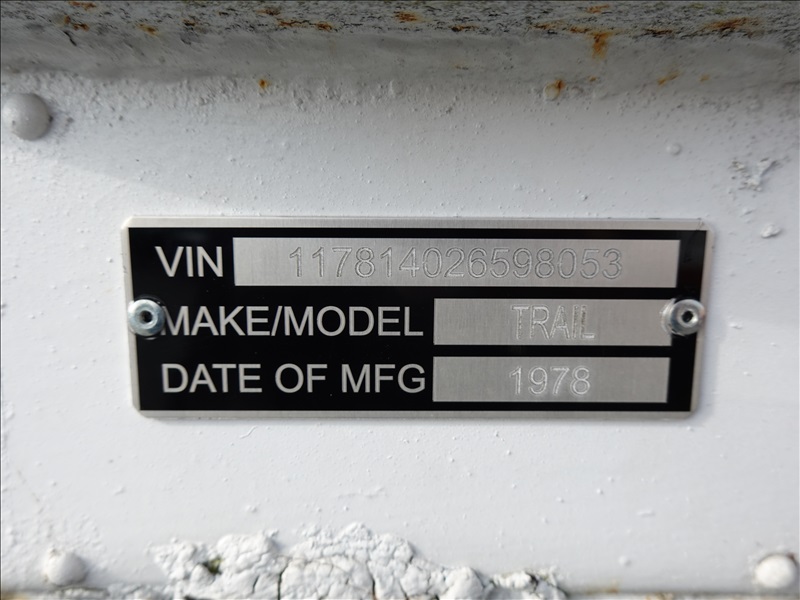 VIN 117814026598053
MAKE/MODEL TRAIL
DATE OF MFG 1978